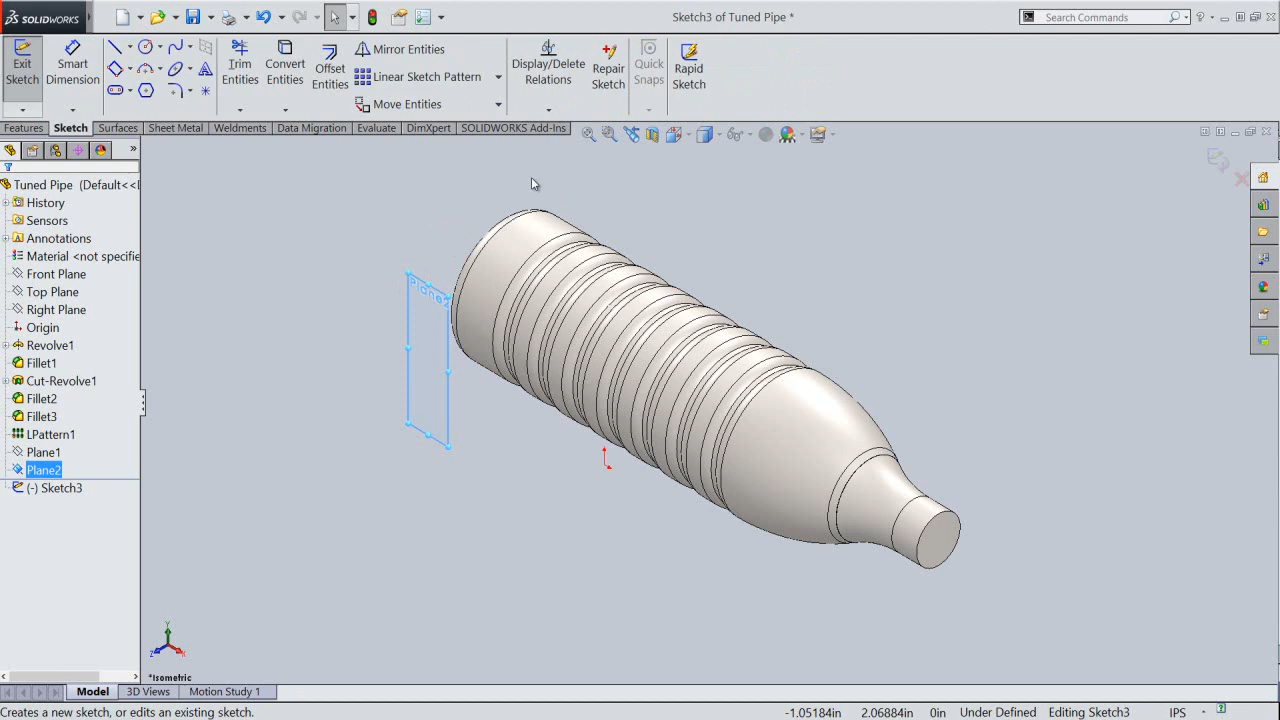 SOLIDWORKS
Sketch3 of Tuned Pipe *
Search Commands
Exit Sketch
Smart Dimension
Trim Entities
Convert Entities
Offset Entities
Mirror Entities
Linear Sketch Pattern
Move Entities
Display/Delete Relations
Repair Sketch
Quick Snaps
Rapid Sketch
Features
Sketch
Surfaces
Sheet Metal
Weldments
Data Migration
Evaluate
DimXpert
SOLIDWORKS Add-Ins
Tuned Pipe (Default<<
History
Sensors
Annotations
Material <not specifie
Front Plane
Top Plane
Right Plane
Origin
Revolve1
Fillet1
Cut-Revolve1
Fillet2
Fillet3
LPattern1
Plane1
Plane2
(-) Sketch3
Plane2
Y
Z
X
*Isometric
Model
3D Views
Motion Study 1
Creates a new sketch, or edits an existing sketch.
-1.05184in
2.06884in
0in
Under Defined
Editing Sketch3
IPS